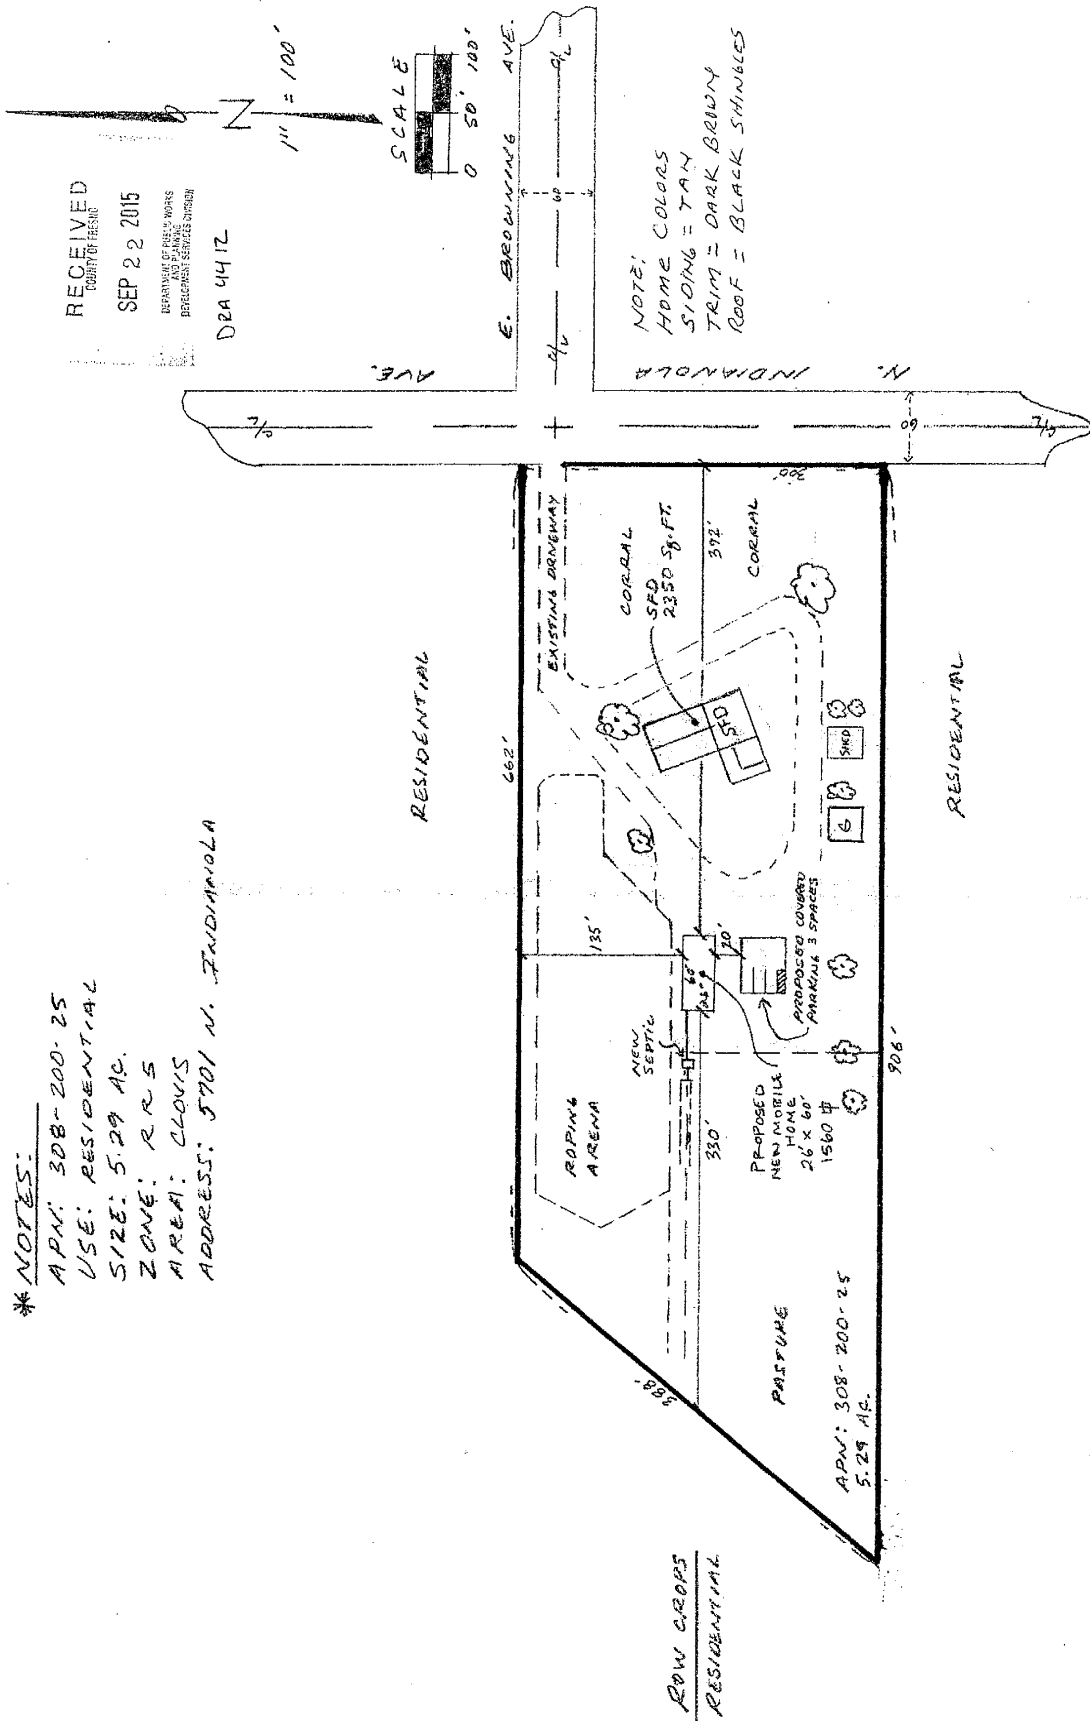 *NOTES:
APN: 308-200-25
USE: RESIDENTIAL
SIZE: 5.29 AC.
ZONE: R R 5
AREA: CLOVIS
ADDRESS: 5701 N. INDIANOLA
RECEIVED
COUNTY OF FRESNO
SEP 22 2015
DEPARTMENT OF PUBLIC WORKS
AND PLANNING
DEVELOPMENT SERVICES DIVISION
DRA 4412
N
1" = 100'
SCALE
0 50' 100'
E. BROWNING AVE.
C/L
60
C/L
N. INDIANOLA AVE.
C/L
60
C/L
NOTE:
HOME COLORS
SIDING = TAN
TRIM = DARK BROWN
ROOF = BLACK SHINGLES
RESIDENTIAL
662'
EXISTING DRIVEWAY
CORRAL
SFD
2350 Sq. FT.
392'
300'
CORRAL
SFD
SHED
G
135'
ROPING
ARENA
NEW
SEPTIC
60'
26'
20'
PROPOSED COVERED
PARKING 3 SPACES
330'
PROPOSED
NEW MOBILE
HOME
26' x 60'
1560 ⏍
906'
388'
PASTURE
APN: 308-200-25
5.29 AC.
RESIDENTIAL
ROW CROPS
RESIDENTIAL